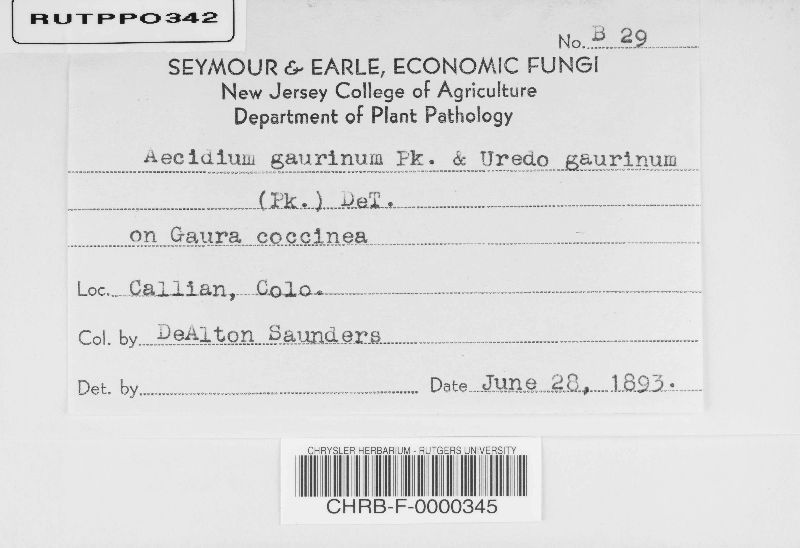 RUTPPO342
No. B 29
SEYMOUR & EARLE, ECONOMIC FUNGI
New Jersey College of Agriculture
Department of Plant Pathology
Aecidium gaurinum Pk. & Uredo gaurinum
(Pk.) DeT.
on Gaura coccinea
Loc. Callian, Colo.
Col. by DeAlton Saunders
Det. by Date June 28, 1893.
CHRYSLER HERBARIUM - RUTGERS UNIVERSITY
CHRB-F-0000345